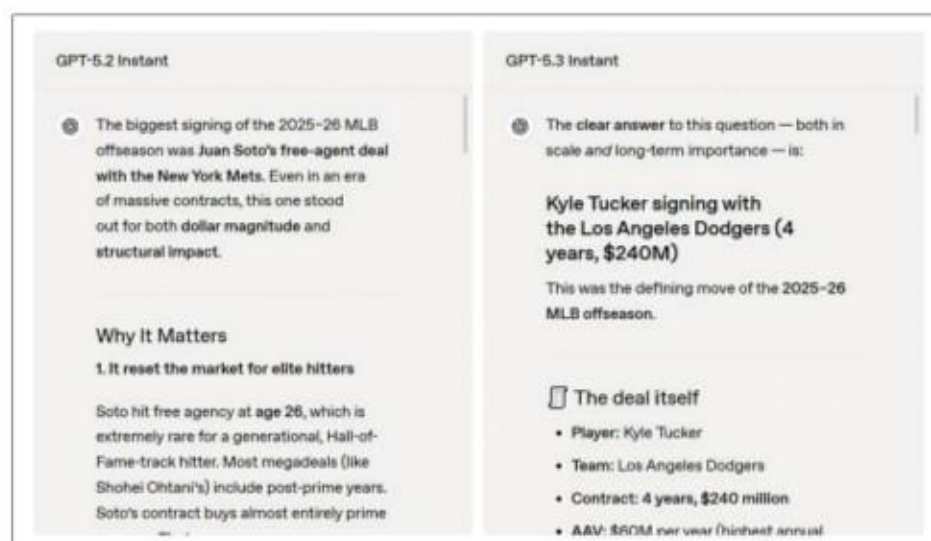 GPT-5.2 Instant
The biggest signing of the 2025–26 MLB
offseason was Juan Soto's free-agent deal
with the New York Mets. Even in an era
of massive contracts, this one stood
out for both dollar magnitude and
structural impact.
Why It Matters
1. It reset the market for elite hitters
Soto hit free agency at age 26, which is
extremely rare for a generational, Hall-of-
Fame-track hitter. Most megadeals (like
Shohei Ohtani's) include post-prime years.
Soto's contract buys almost entirely prime
GPT-5.3 Instant
The clear answer to this question — both in
scale and long-term importance — is:
Kyle Tucker signing with
the Los Angeles Dodgers (4
years, $240M)
This was the defining move of the 2025–26
MLB offseason.
The deal itself
• Player: Kyle Tucker
• Team: Los Angeles Dodgers
• Contract: 4 years, $240 million
• AAV: $60M per year (highest annual